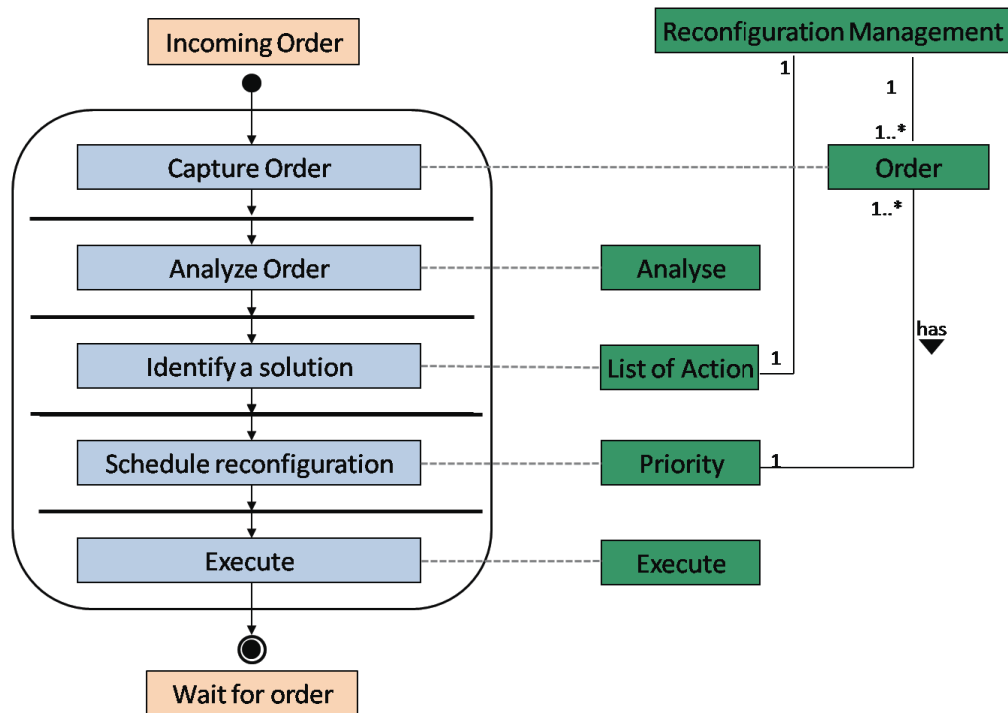 Incoming Order
Reconfiguration Management
1
1
1..*
Capture Order
Order
1..*
Analyze Order
Analyse
has
Identify a solution
List of Action
1
Schedule reconfiguration
Priority
1
Execute
Execute
Wait for order